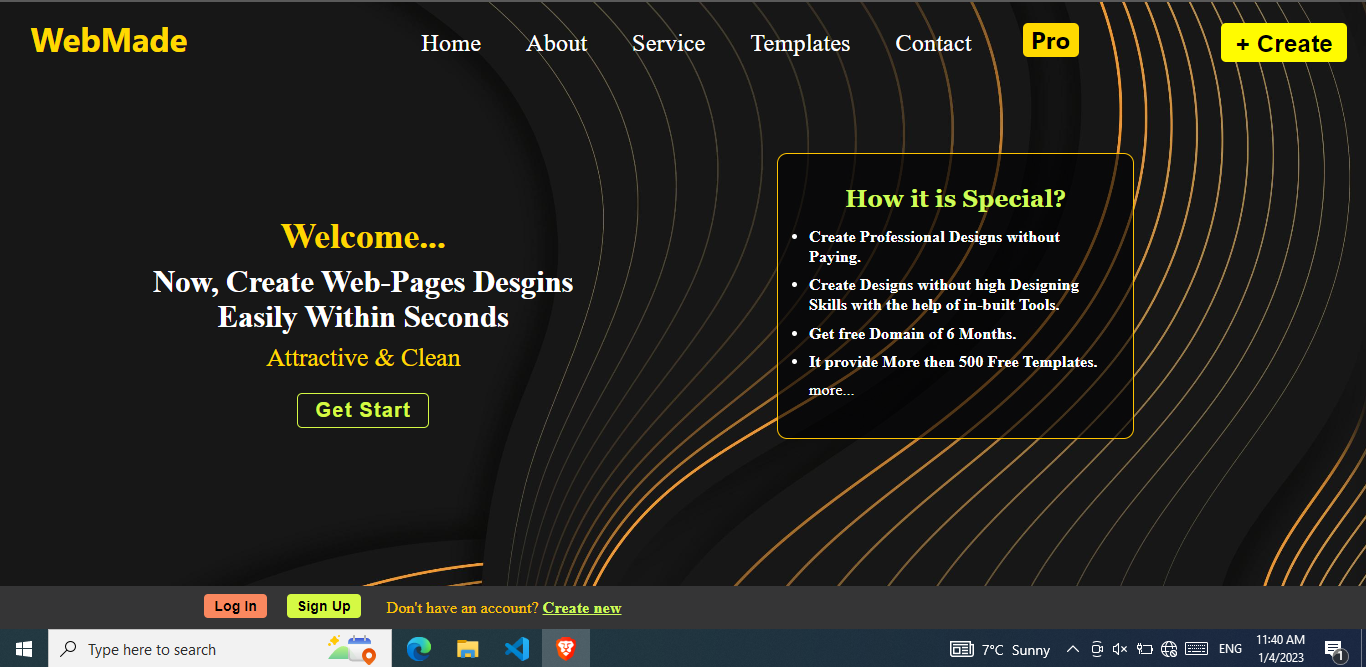 WebMade
Home About Service Templates Contact Pro + Create
Welcome...
Now, Create Web-Pages Desgins
Easily Within Seconds
Attractive & Clean
Get Start
How it is Special?
• Create Professional Designs without
Paying.
• Create Designs without high Designing
Skills with the help of in-built Tools.
• Get free Domain of 6 Months.
• It provide More then 500 Free Templates.
more...
Log In Sign Up Don't have an account? Create new
Type here to search
7°C Sunny
ENG
11:40 AM
1/4/2023
1